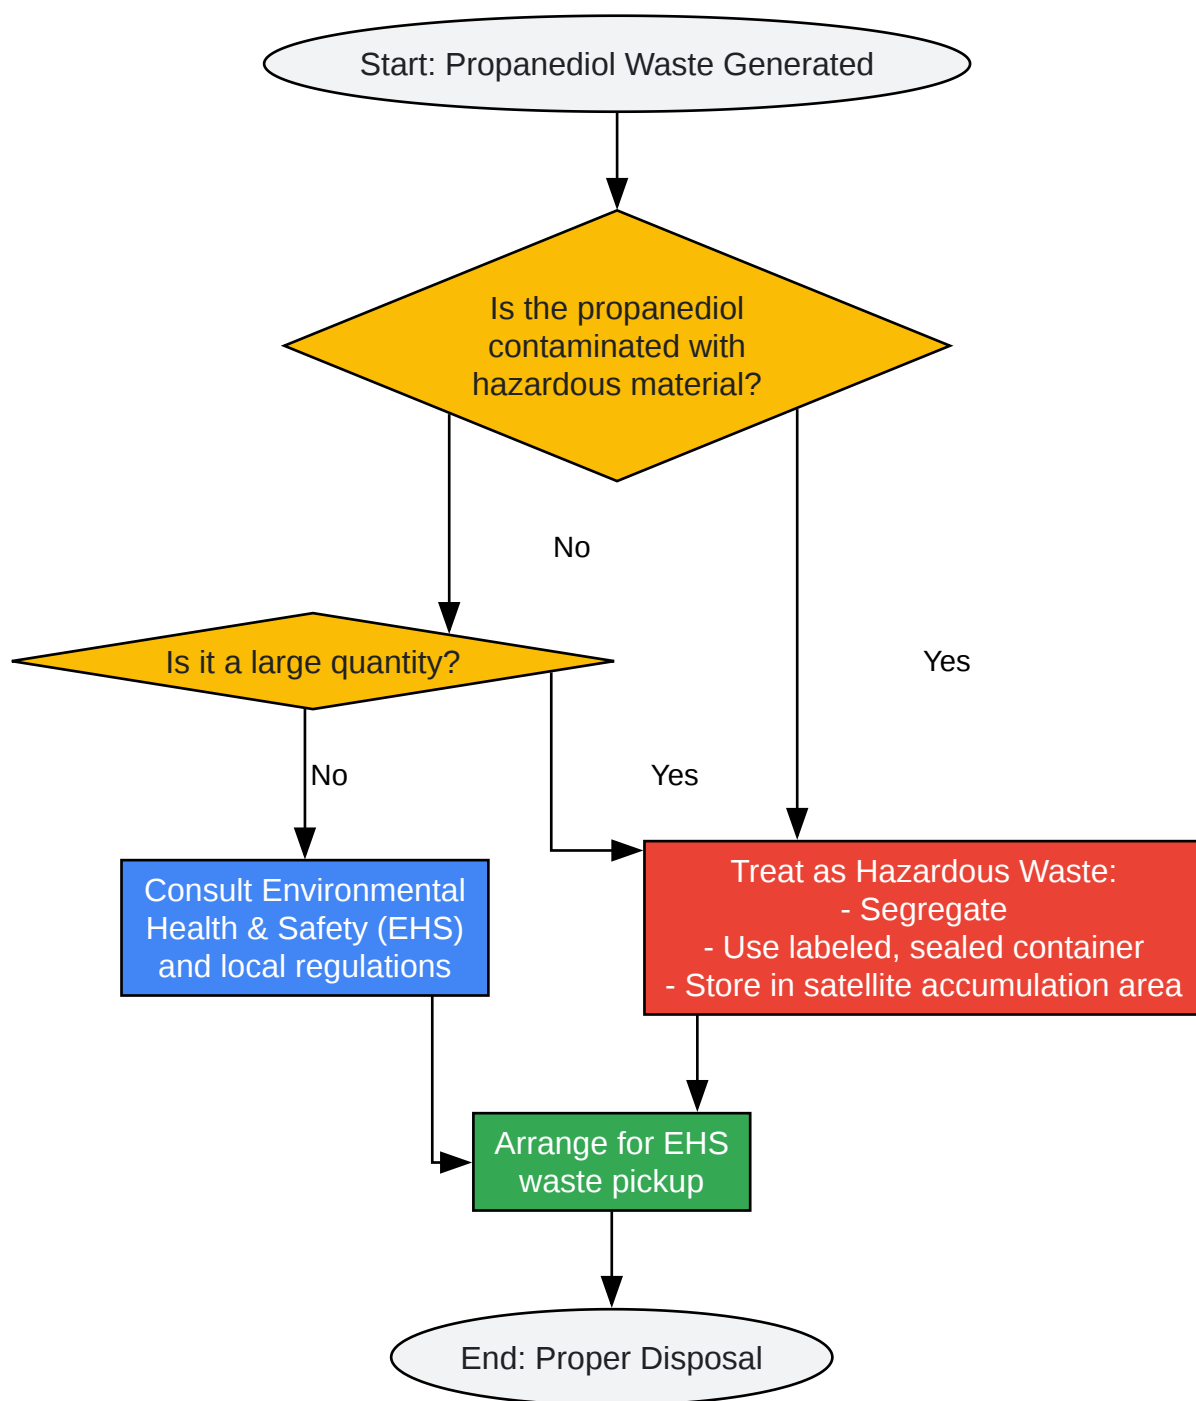 Start: Propanediol Waste Generated
Is the propanediol
contaminated with
hazardous material?
No
Yes
Is it a large quantity?
No
Yes
Consult Environmental
Health & Safety (EHS)
and local regulations
Treat as Hazardous Waste:
- Segregate
- Use labeled, sealed container
- Store in satellite accumulation area
Arrange for EHS
waste pickup
End: Proper Disposal